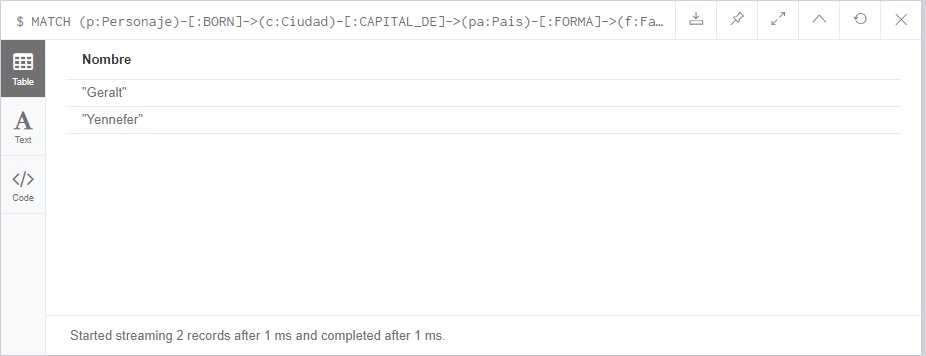 $ MATCH (p:Personaje)-[:BORN]->(c:Ciudad)-[:CAPITAL_DE]->(pa:Pais)-[:FORMA]->(f:Fa…
Table
Nombre
"Geralt"
"Yennefer"
A
Text
</>
Code
Started streaming 2 records after 1 ms and completed after 1 ms.